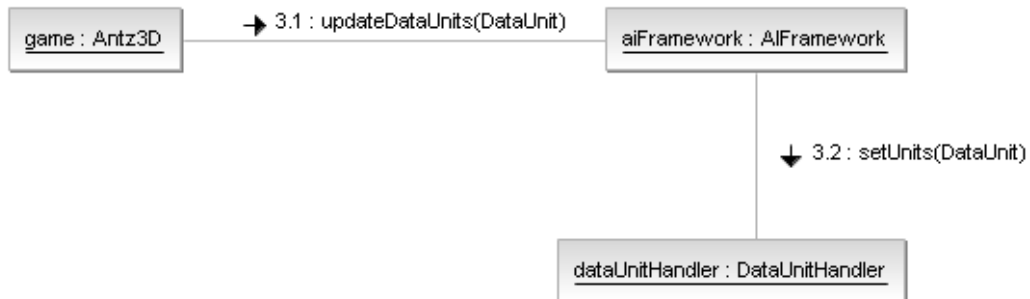 3.1 : updateDataUnits(DataUnit)
game : Antz3D
aiFramework : AIFramework
3.2 : setUnits(DataUnit)
dataUnitHandler : DataUnitHandler